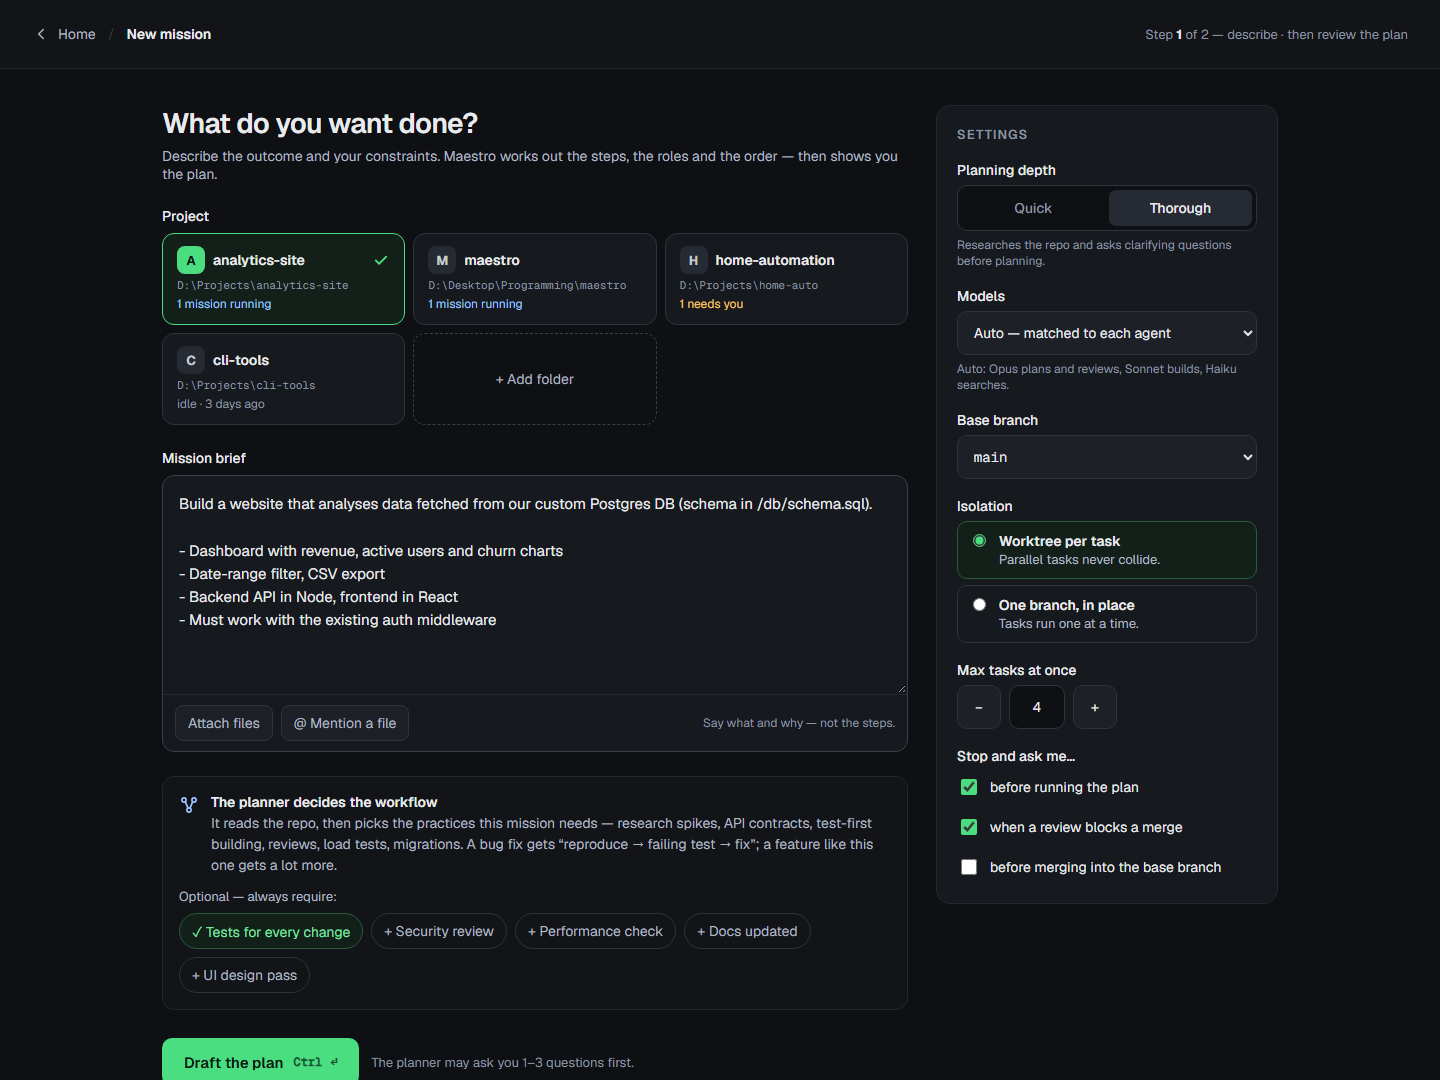 Home / New mission
Step 1 of 2 — describe · then review the plan
What do you want done?
Describe the outcome and your constraints. Maestro works out the steps, the roles and the order — then shows you
the plan.
Project
A analytics-site
D:\Projects\analytics-site
1 mission running
M maestro
D:\Desktop\Programming\maestro
1 mission running
H home-automation
D:\Projects\home-auto
1 needs you
C cli-tools
D:\Projects\cli-tools
idle · 3 days ago
+ Add folder
Mission brief
Build a website that analyses data fetched from our custom Postgres DB (schema in /db/schema.sql).
- Dashboard with revenue, active users and churn charts
- Date-range filter, CSV export
- Backend API in Node, frontend in React
- Must work with the existing auth middleware
Attach files
@ Mention a file
Say what and why — not the steps.
The planner decides the workflow
It reads the repo, then picks the practices this mission needs — research spikes, API contracts, test-first
building, reviews, load tests, migrations. A bug fix gets “reproduce → failing test → fix”; a feature like this
one gets a lot more.
Optional — always require:
✓ Tests for every change
+ Security review
+ Performance check
+ Docs updated
+ UI design pass
Draft the plan Ctrl ⏎
The planner may ask you 1–3 questions first.
SETTINGS
Planning depth
Quick
Thorough
Researches the repo and asks clarifying questions
before planning.
Models
Auto — matched to each agent
Auto: Opus plans and reviews, Sonnet builds, Haiku
searches.
Base branch
main
Isolation
Worktree per task
Parallel tasks never collide.
One branch, in place
Tasks run one at a time.
Max tasks at once
− 4 +
Stop and ask me…
before running the plan
when a review blocks a merge
before merging into the base branch